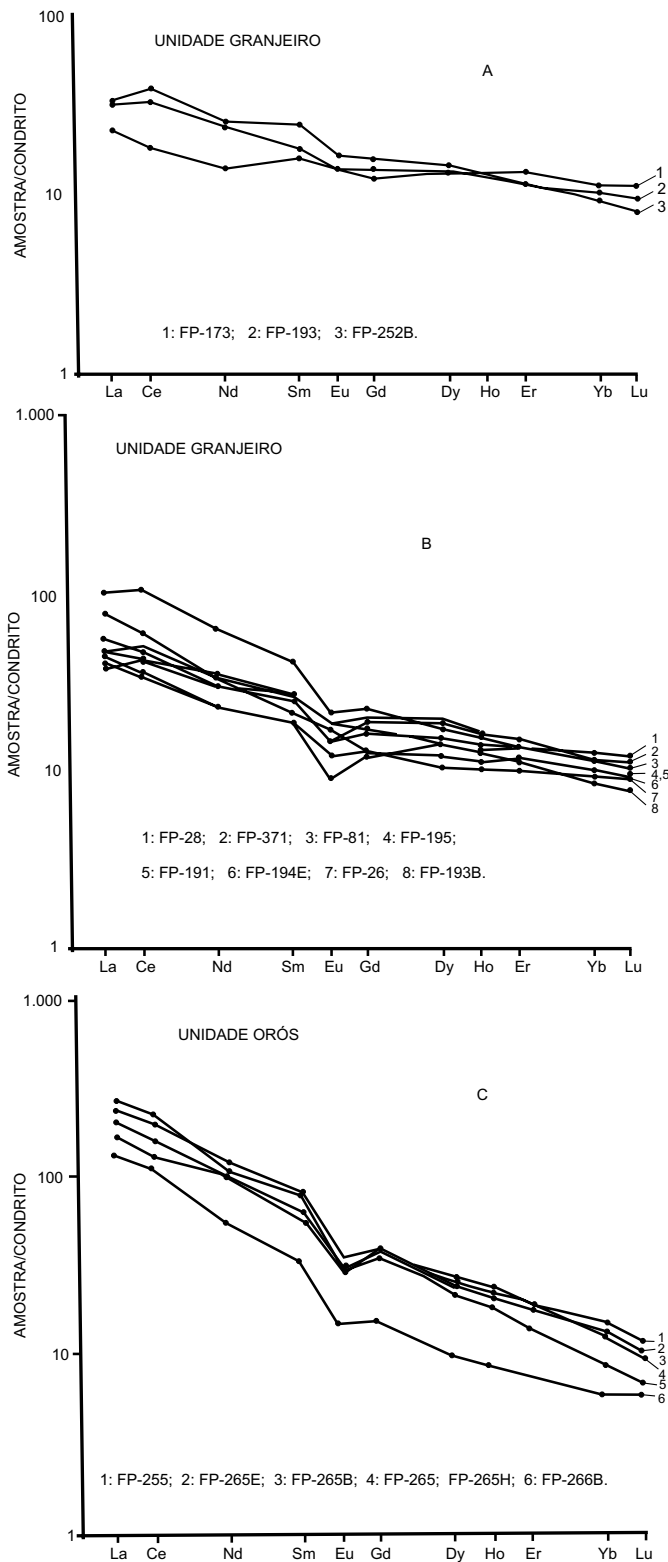 100
UNIDADE GRANJEIRO
A
AMOSTRA/CONDRITO
10
1
2
3
1: FP-173; 2: FP-193; 3: FP-252B.
1
La Ce Nd Sm Eu Gd Dy Ho Er Yb Lu
1.000
UNIDADE GRANJEIRO
B
AMOSTRA/CONDRITO
100
1
2
3
4,5
6
7
8
10
1: FP-28; 2: FP-371; 3: FP-81; 4: FP-195;
5: FP-191; 6: FP-194E; 7: FP-26; 8: FP-193B.
1
La Ce Nd Sm Eu Gd Dy Ho Er Yb Lu
1.000
UNIDADE ORÓS
C
AMOSTRA/CONDRITO
100
10
1
2
3
4
5
6
1: FP-255; 2: FP-265E; 3: FP-265B; 4: FP-265; FP-265H; 6: FP-266B.
1
La Ce Nd Sm Eu Gd Dy Ho Er Yb Lu